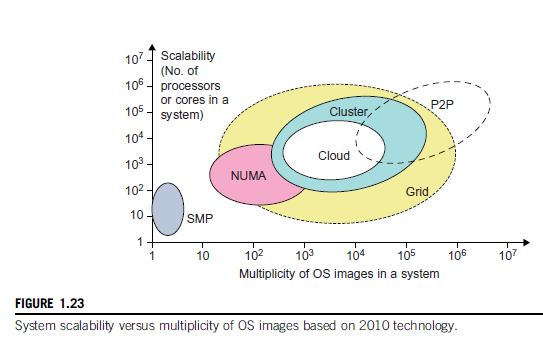 10⁷
Scalability
(No. of
processors
or cores in a
system)
10⁶
10⁵
10⁴
10³
10²
10
1
Cluster
P2P
Cloud
NUMA
Grid
SMP
1
10
10²
10³
10⁴
10⁵
10⁶
10⁷
Multiplicity of OS images in a system
FIGURE 1.23
System scalability versus multiplicity of OS images based on 2010 technology.